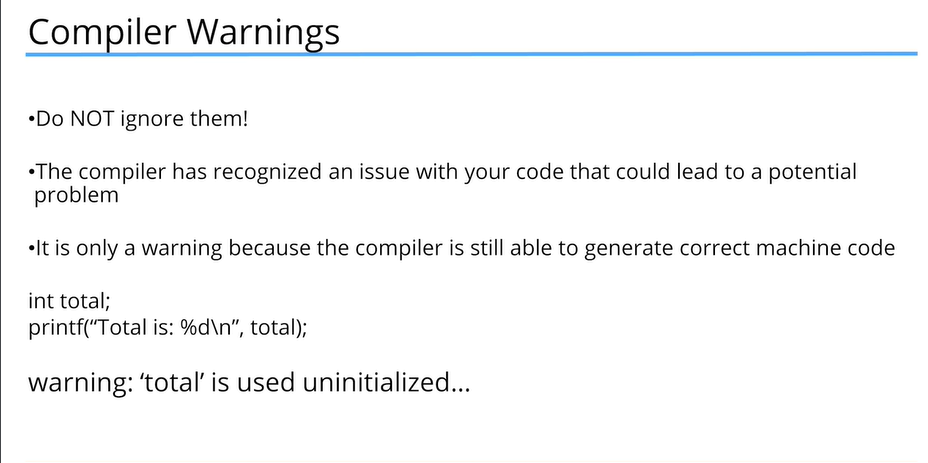 Compiler Warnings
•Do NOT ignore them!
•The compiler has recognized an issue with your code that could lead to a potential
problem
•It is only a warning because the compiler is still able to generate correct machine code
int total;
printf(“Total is: %d\n”, total);
warning: ‘total’ is used uninitialized…